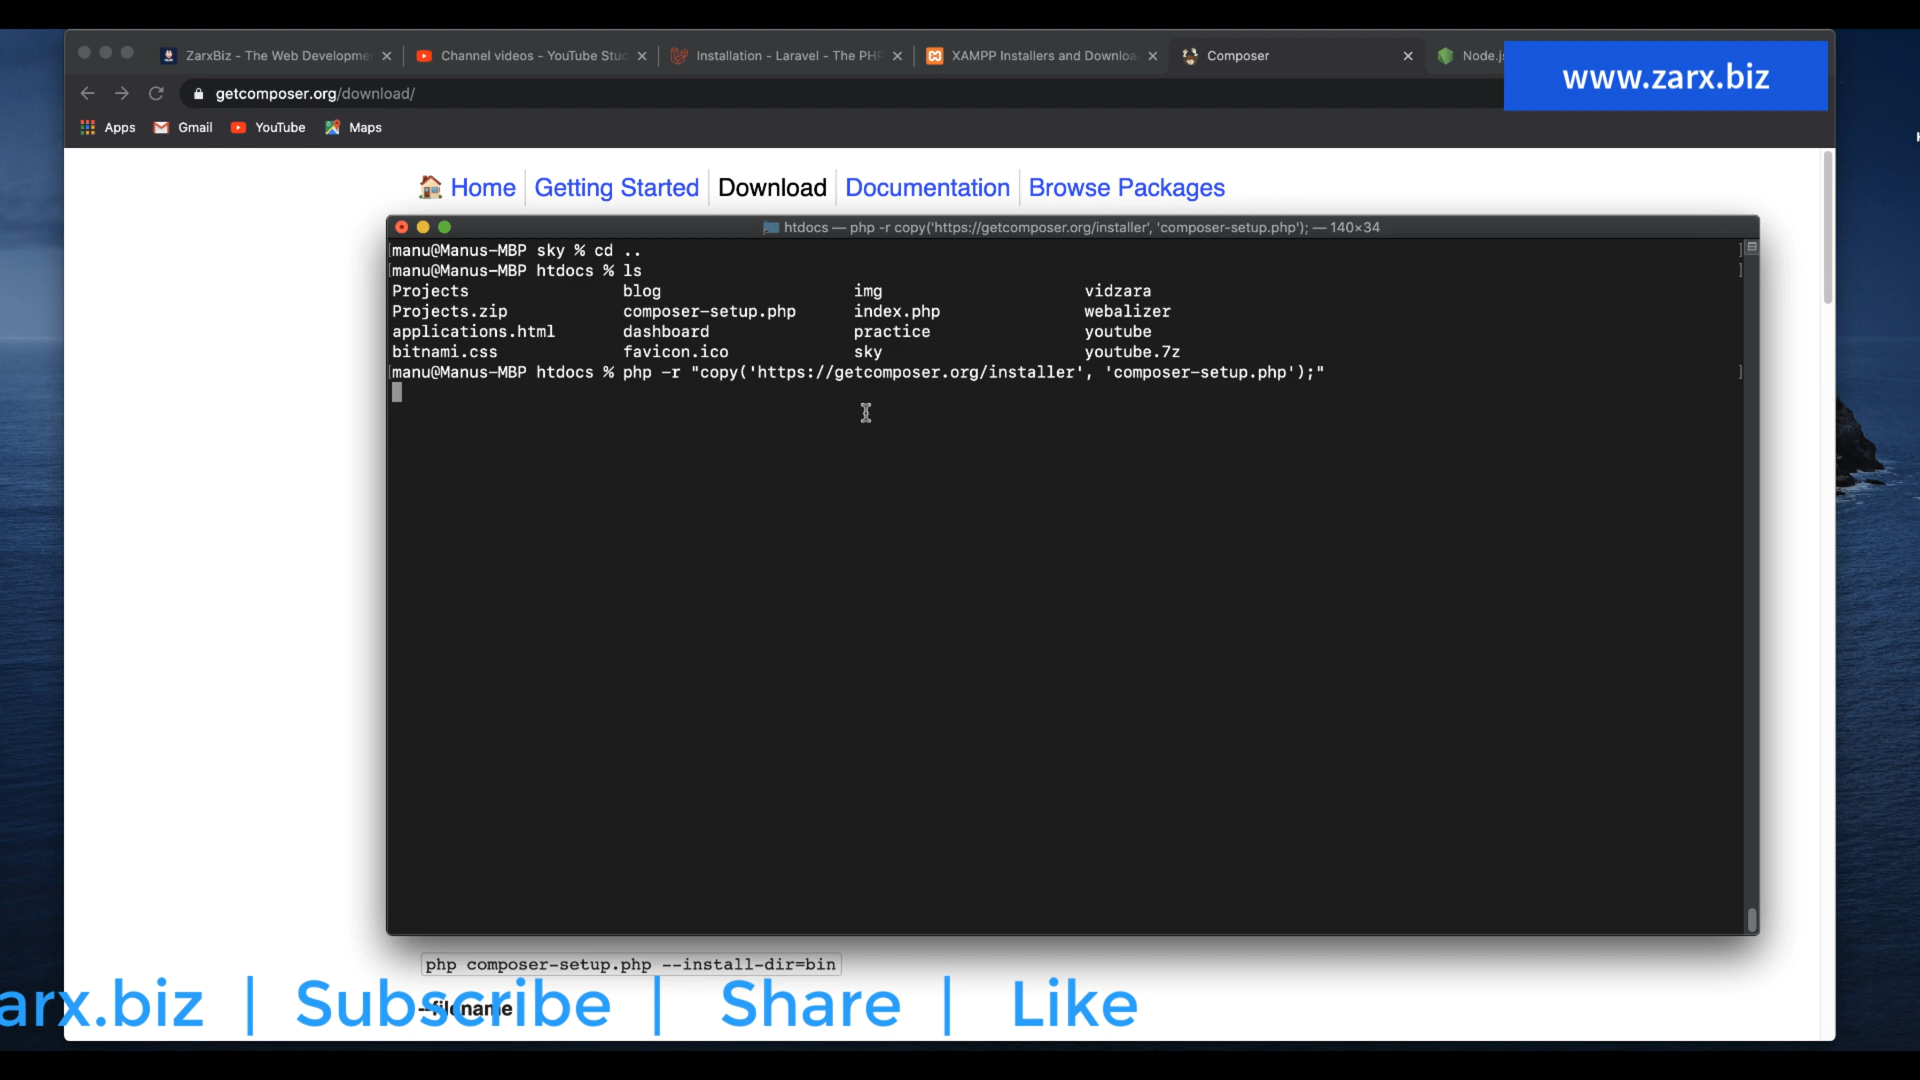 ZarxBiz - The Web Developme
Channel videos - YouTube Stud
Installation - Laravel - The PHP
XAMPP Installers and Downloa
Composer
Node.js
www.zarx.biz
getcomposer.org/download/
Apps
Gmail
YouTube
Maps
Home
Getting Started
Download
Documentation
Browse Packages
htdocs — php -r copy('https://getcomposer.org/installer', 'composer-setup.php'); — 140×34
[manu@Manus-MBP sky % cd .. ]
[manu@Manus-MBP htdocs % ls ]
Projects blog img vidzara
Projects.zip composer-setup.php index.php webalizer
applications.html dashboard practice youtube
bitnami.css favicon.ico sky youtube.7z
[manu@Manus-MBP htdocs % php -r "copy('https://getcomposer.org/installer', 'composer-setup.php');" ]
php composer-setup.php --install-dir=bin
--filename
arx.biz | Subscribe | Share | Like